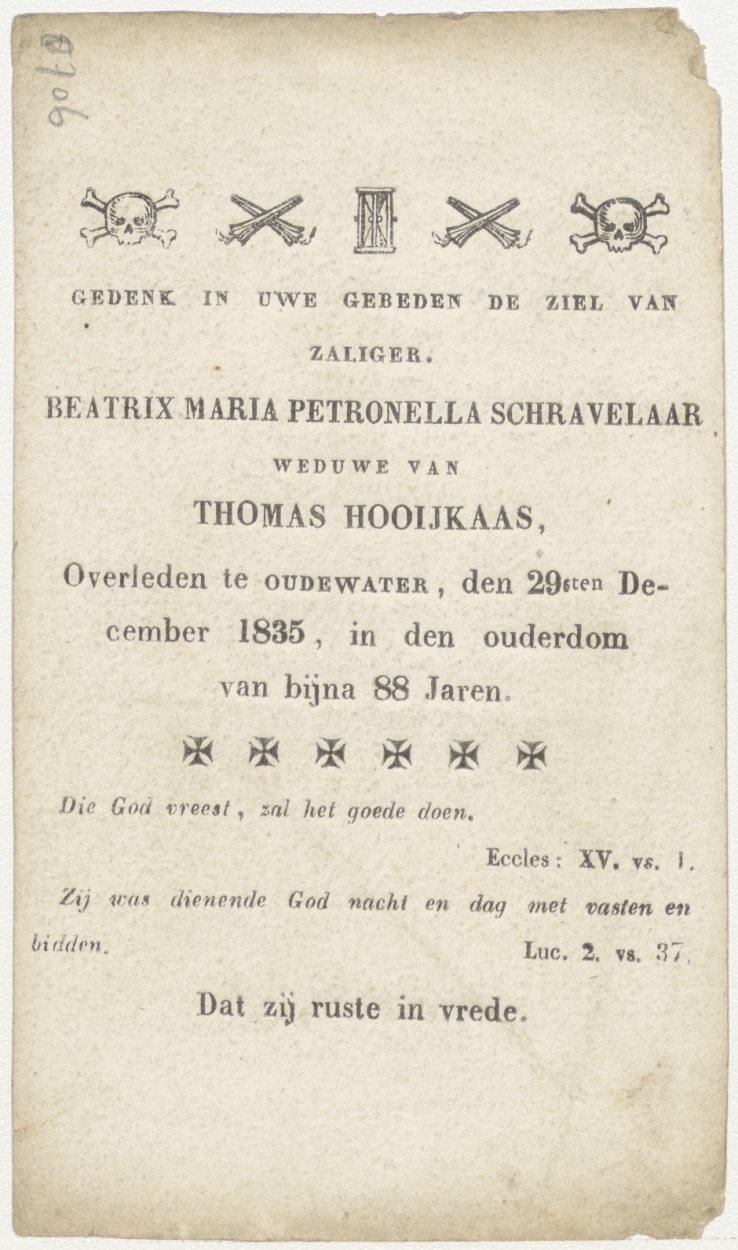 GEDENK IN UWE GEBEDEN DE ZIEL VAN
ZALIGER.
BEATRIX MARIA PETRONELLA SCHRAVELAAR
WEDUWE VAN
THOMAS HOOIJKAAS,
Overleden te OUDEWATER, den 29sten De-
cember 1835, in den ouderdom
van bijna 88 Jaren.
Die God vreest, zal het goede doen.
Eccles: XV. vs. 1.
Zij was dienende God nacht en dag met vasten en
bidden. Luc. 2. vs. 37.
Dat zij ruste in vrede.